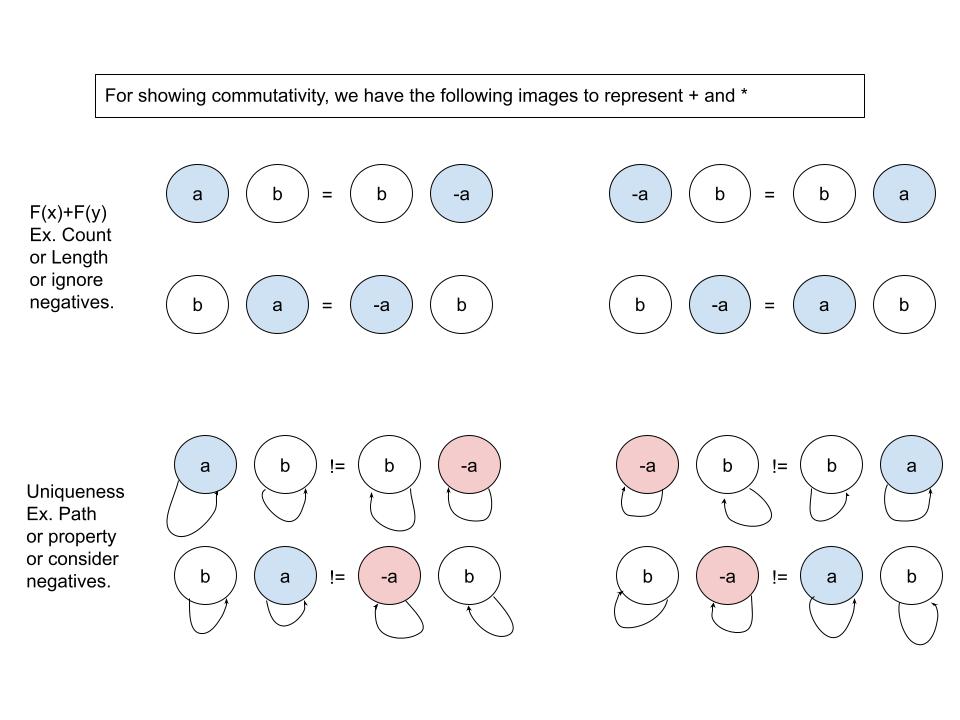 For showing commutativity, we have the following images to represent + and *
a b = b -a
-a b = b a
F(x)+F(y)
Ex. Count
or Length
or ignore
negatives.
b a = -a b
b -a = a b
a b != b -a
-a b != b a
Uniqueness
Ex. Path
or property
or consider
negatives.
b a != -a b
b -a != a b